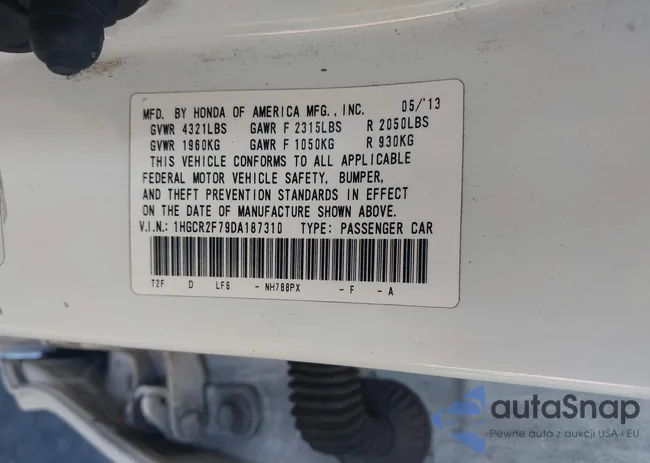 MFD. BY HONDA OF AMERICA MFG., INC. 05/'13
GVWR 4321LBS GAWR F 2315LBS R 2050LBS
GVWR 1960KG GAWR F 1050KG R 930KG
THIS VEHICLE CONFORMS TO ALL APPLICABLE
FEDERAL MOTOR VEHICLE SAFETY, BUMPER,
AND THEFT PREVENTION STANDARDS IN EFFECT
ON THE DATE OF MANUFACTURE SHOWN ABOVE.
V.I.N.: 1HGCR2F79DA187310 TYPE: PASSENGER CAR
T2F D LF6 - NH788PX - F - A
autaSnap
Pewne auta z aukcji USA i EU